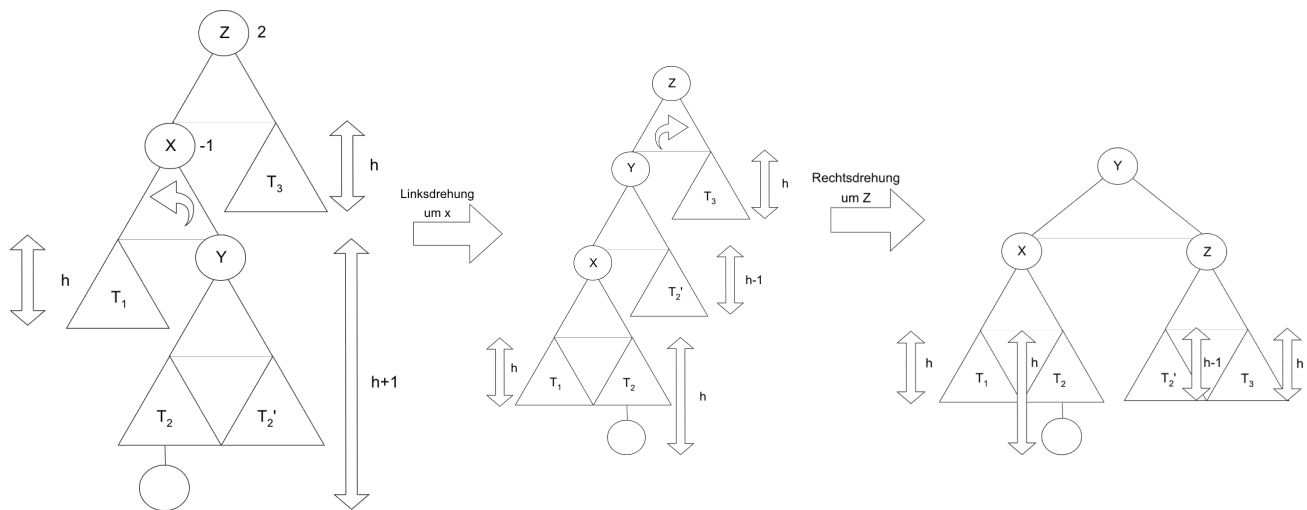 Z 2
X -1
T3
h
h
T1
Y
h+1
T2
T2'
Linksdrehung
um x
Z
Y
T3
h
X
T2'
h-1
h
T1
T2
h
Rechtsdrehung
um Z
Y
X
Z
h
T1
h
T2
T2'
h-1
T3
h